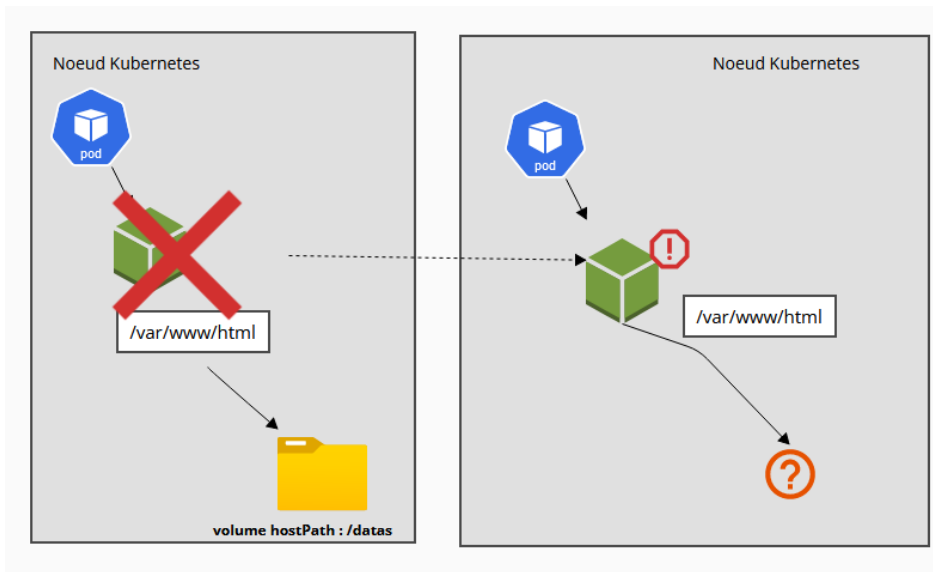 Noeud Kubernetes
pod
/var/www/html
volume hostPath : /datas
Noeud Kubernetes
pod
/var/www/html